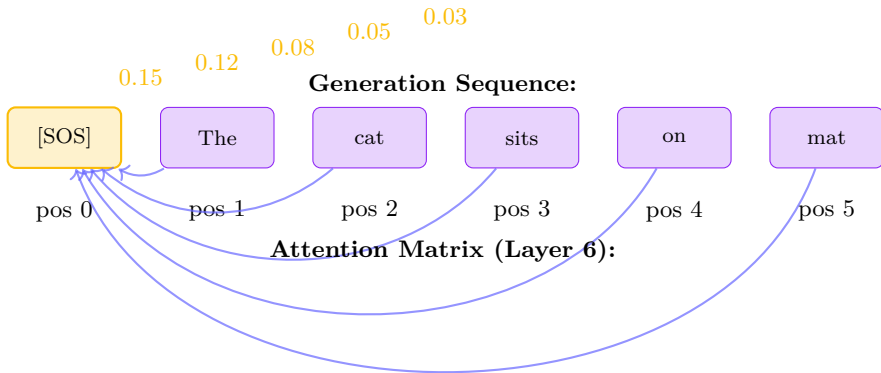 0.15 0.12 0.08 0.05 0.03
Generation Sequence:
[SOS] The cat sits on mat
pos 0 pos 1 pos 2 pos 3 pos 4 pos 5
Attention Matrix (Layer 6):